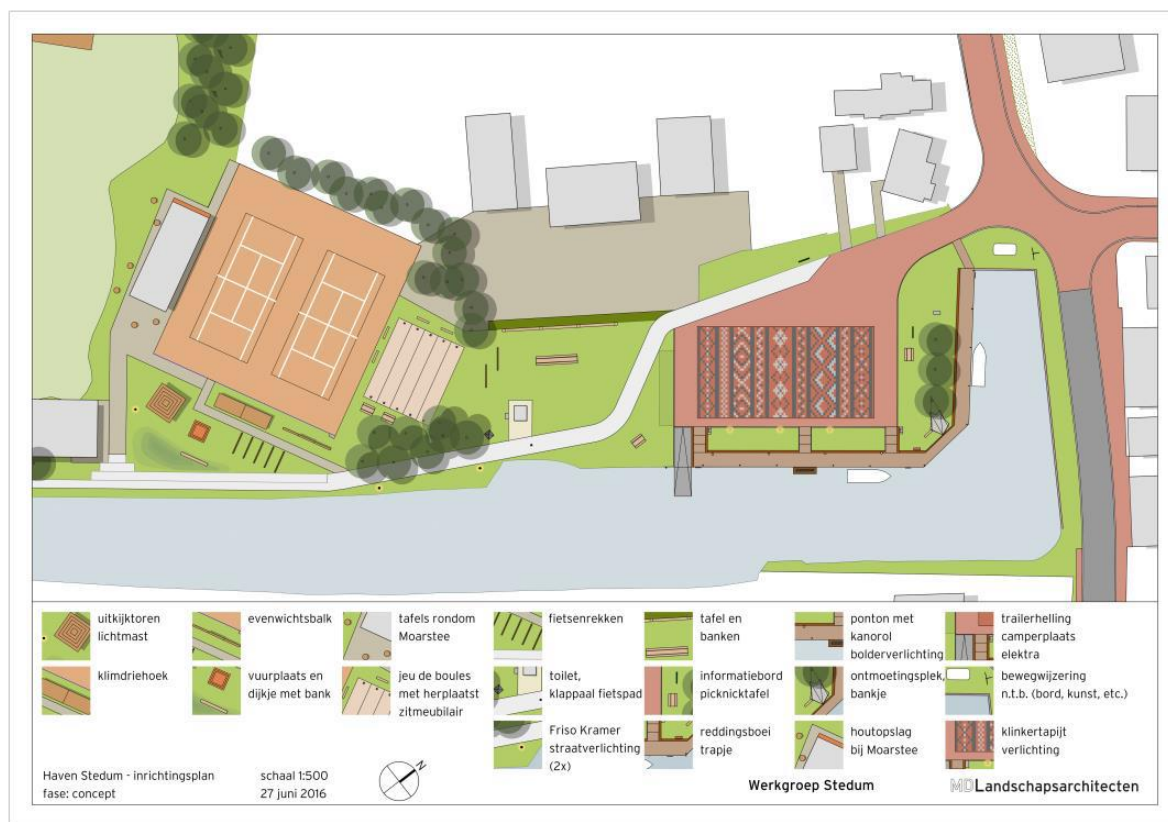 uitkijktoren
lichtmast
evenwichtsbalk
tafels rondom
Moarstee
fietsenrekken
tafel en
banken
ponton met
kanorol
bolderverlichting
trailerhelling
camperplaats
elektra
klimdriehoek
vuurplaats en
dijkje met bank
jeu de boules
met herplaatst
zitmeubilair
toilet,
klappaal fietspad
informatiebord
picknicktafel
ontmoetingsplek,
bankje
bewegwijzering
n.t.b. (bord, kunst, etc.)
Friso Kramer
straatverlichting
(2x)
reddingsboei
trapje
houtopslag
bij Moarstee
klinkertapijt
verlichting
Haven Stedum - inrichtingsplan
fase: concept
schaal 1:500
27 juni 2016
N
Werkgroep Stedum
MDLandschapsarchitecten